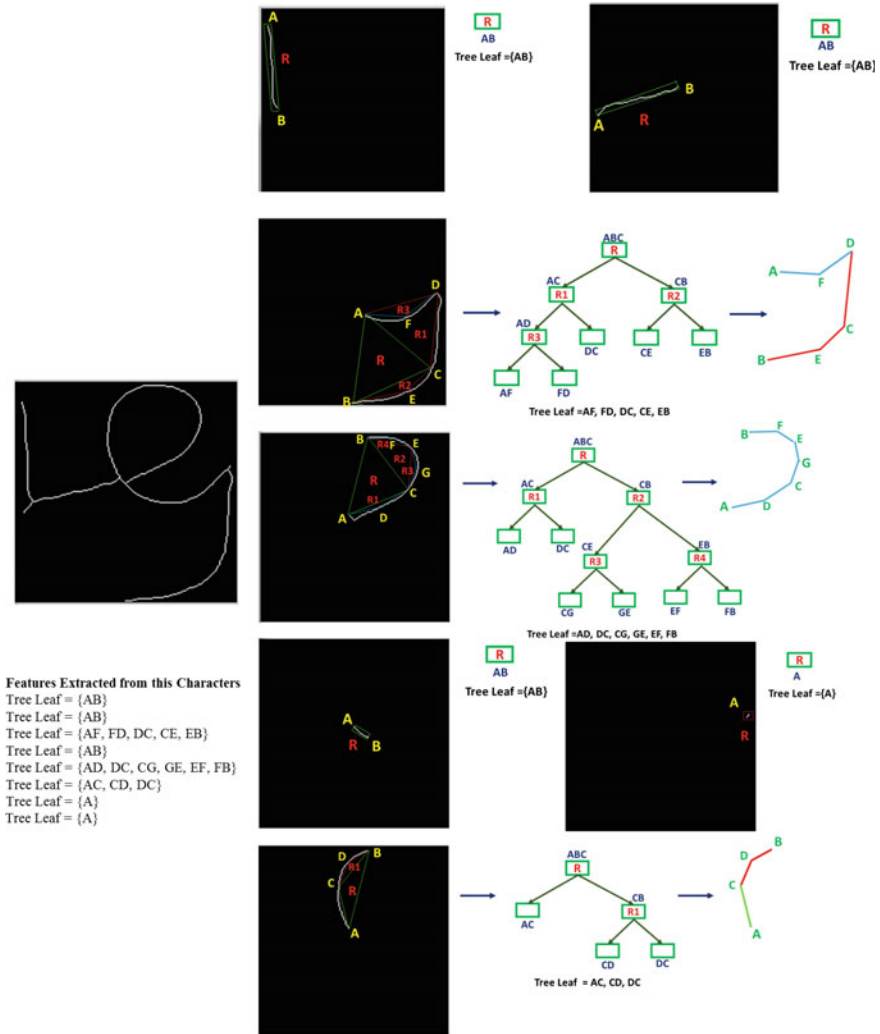 A
R
B
R
AB
Tree Leaf ={AB}
B
A
R
R
AB
Tree Leaf ={AB}
D
R3
A
F
R1
R
C
R2
B
E
ABC
R
AC
CB
R1
R2
AD
R3
DC
CE
EB
AF
FD
Tree Leaf =AF, FD, DC, CE, EB
D
A
F
C
B
E
B
F
E
R4
R2
G
R
R3
C
R1
A
D
ABC
R
AC
CB
R1
R2
AD
DC
CE
EB
R3
R4
CG
GE
EF
FB
Tree Leaf =AD, DC, CG, GE, EF, FB
B
F
E
G
C
A
D
Features Extracted from this Characters
Tree Leaf = {AB}
Tree Leaf = {AB}
Tree Leaf = {AF, FD, DC, CE, EB}
Tree Leaf = {AB}
Tree Leaf = {AD, DC, CG, GE, EF, FB}
Tree Leaf = {AC, CD, DC}
Tree Leaf = {A}
Tree Leaf = {A}
A
R
B
R
AB
Tree Leaf ={AB}
A
R
R
A
Tree Leaf ={A}
B
D
R1
C
R
A
ABC
R
CB
AC
R1
CD
DC
Tree Leaf = AC, CD, DC
B
D
C
A